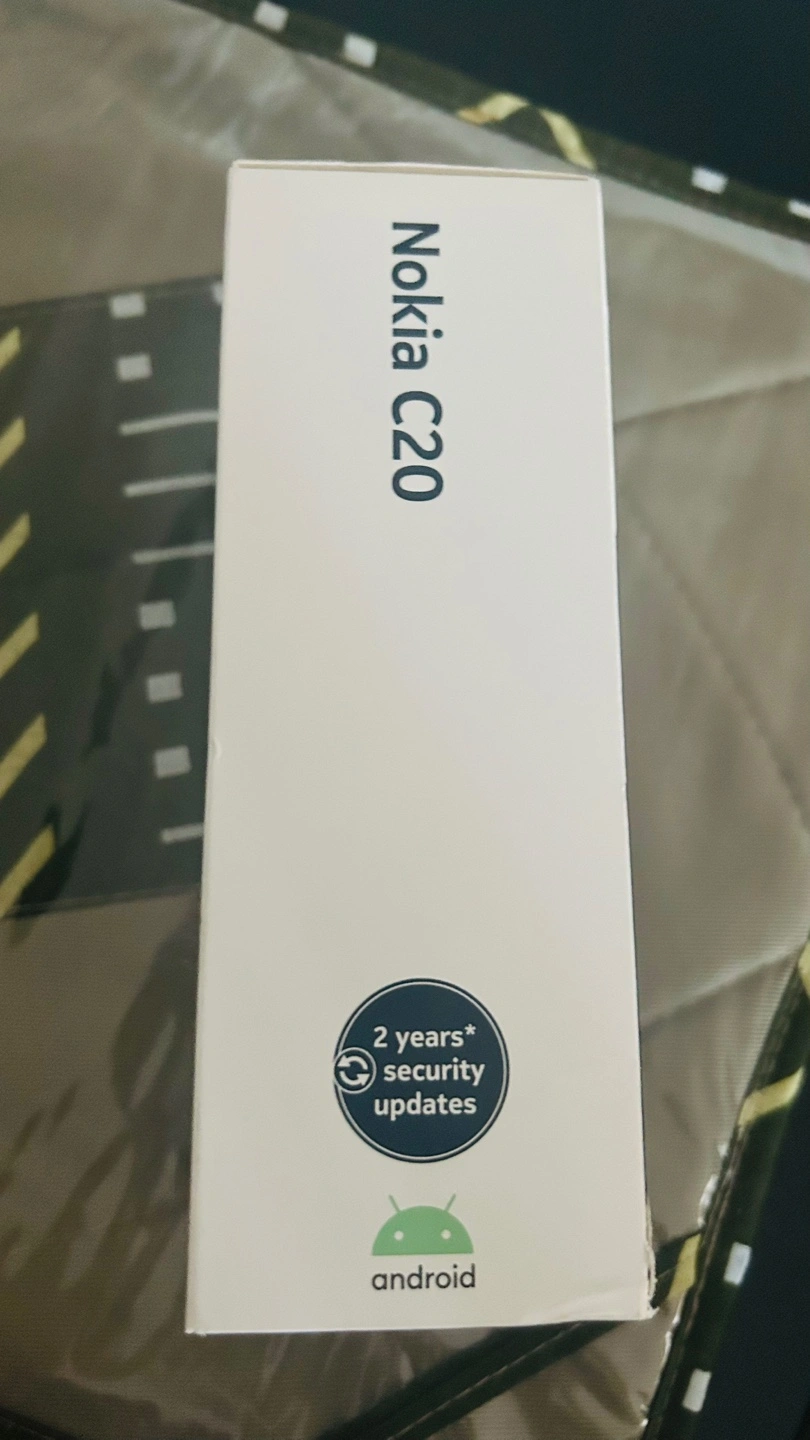 Nokia C20
2 years*
security
updates
android